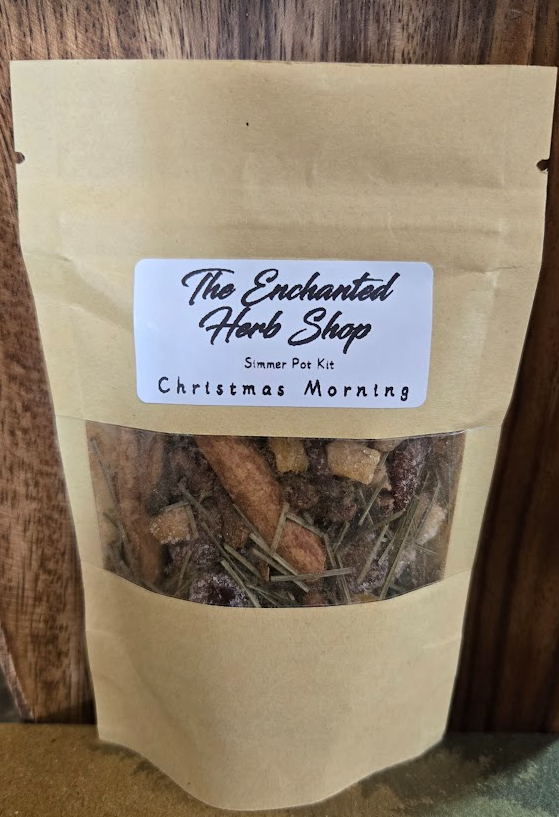 The Enchanted
Herb Shop
Simmer Pot Kit
Christmas Morning